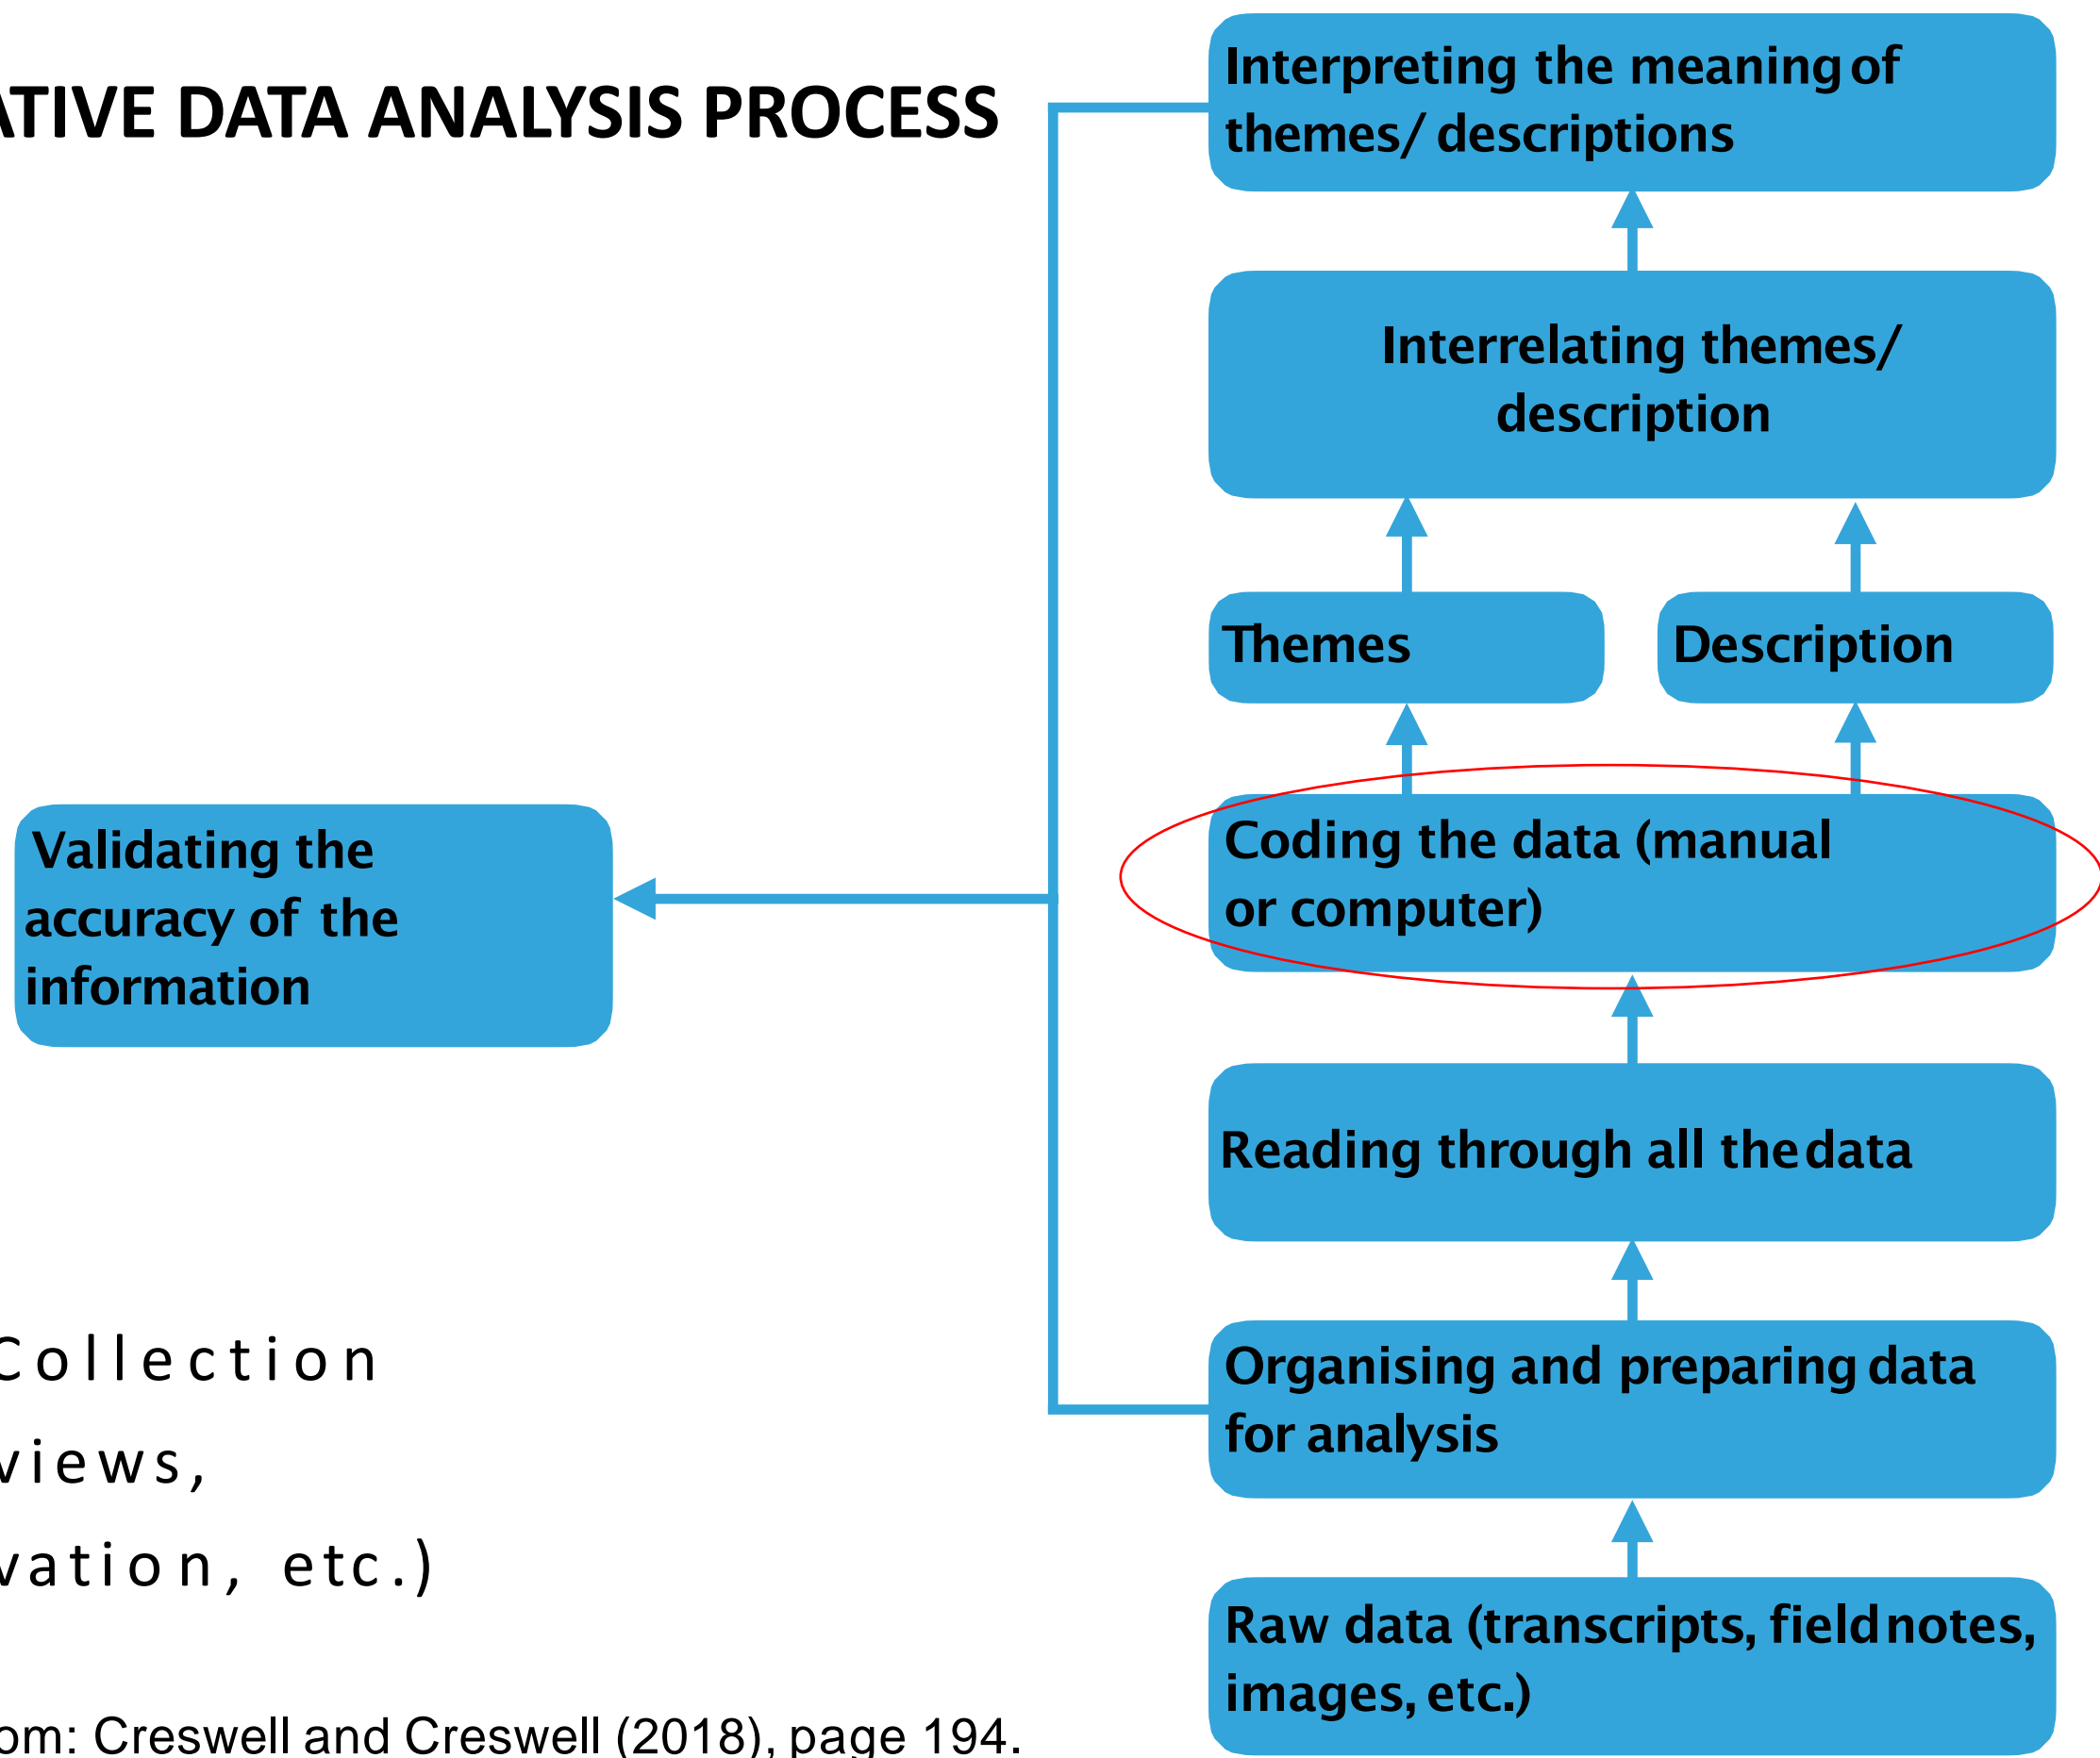 ATIVE DATA ANALYSIS PROCESS
Interpreting the meaning of
themes/descriptions
Interrelating themes/
description
Themes
Description
Validating the
accuracy of the
information
Coding the data (manual
or computer)
Reading through all the data
Organising and preparing data
for analysis
Collection
views,
vation, etc.)
Raw data (transcripts, field notes,
images, etc.)
om: Creswell and Creswell (2018), page 194.